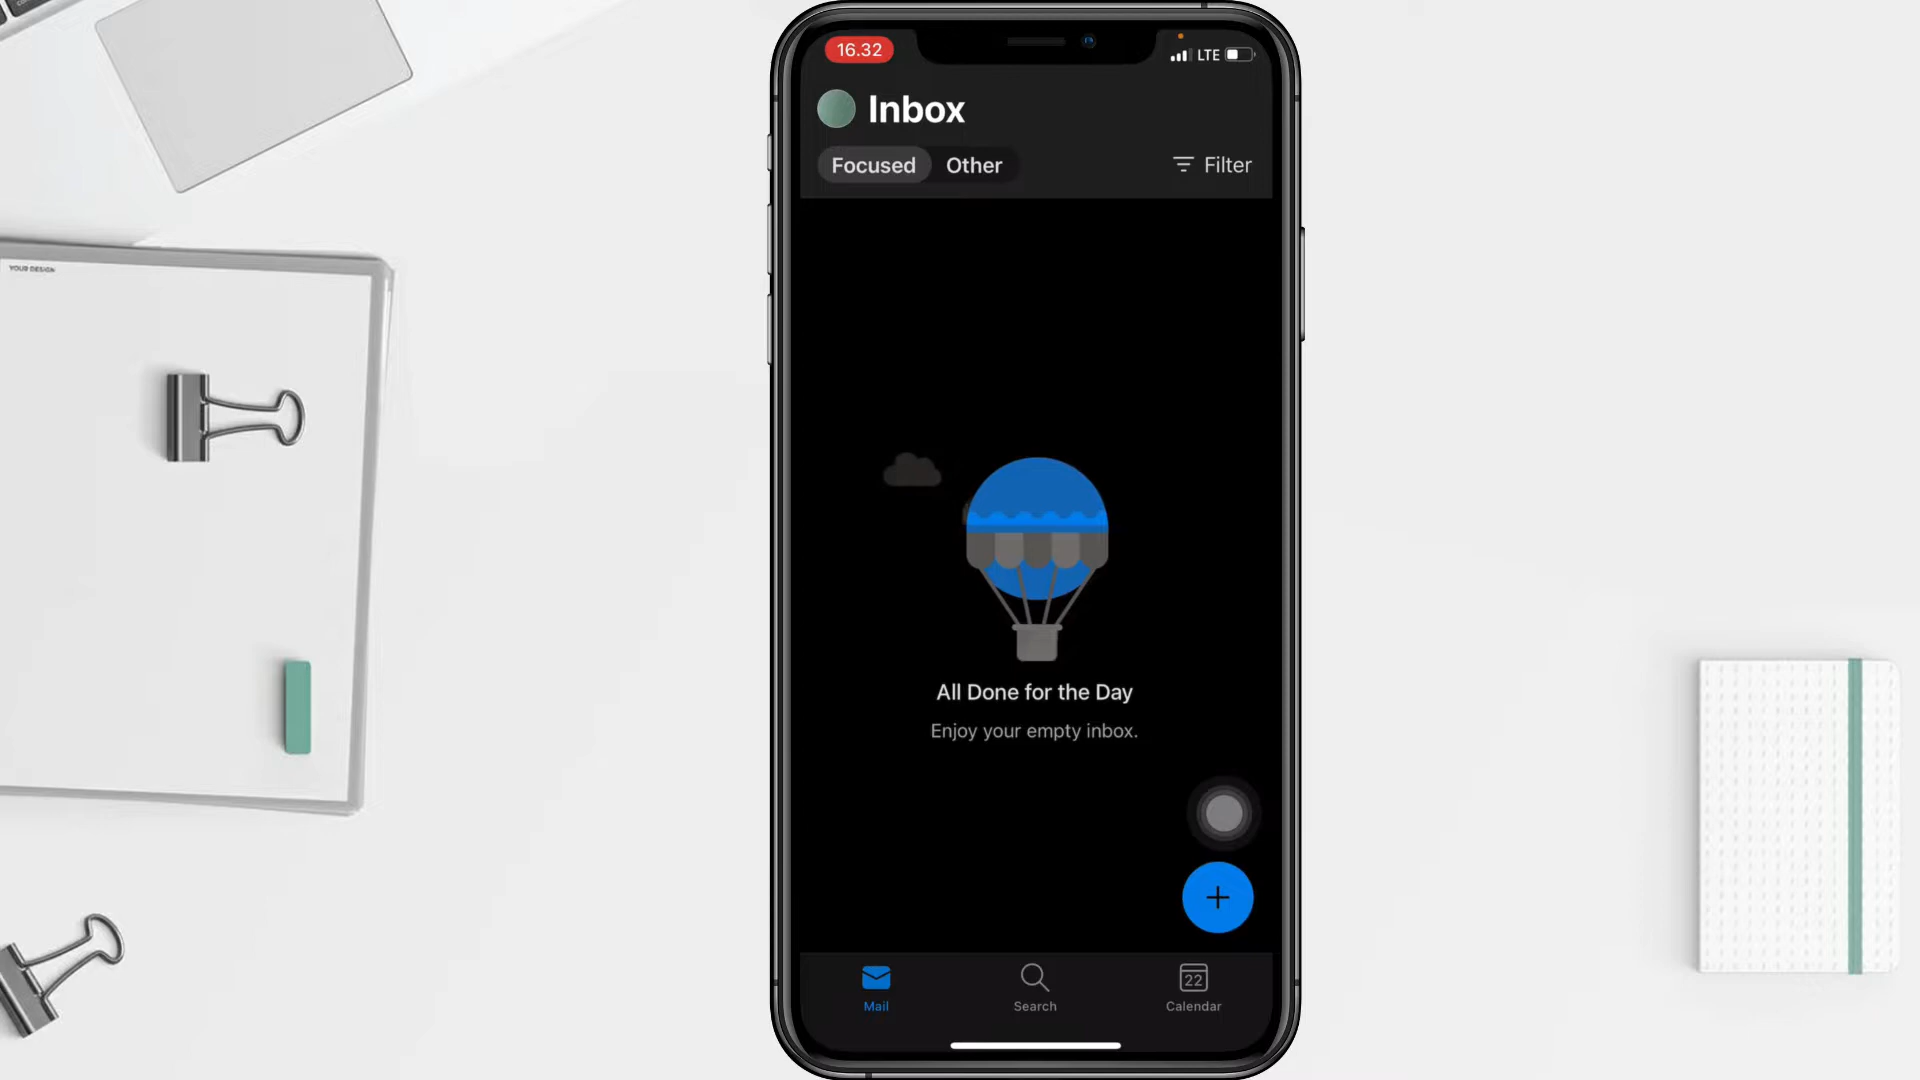 16.32
LTE
Inbox
Focused
Other
Filter
YOUR DESIGN
All Done for the Day
Enjoy your empty inbox.
22
Mail
Search
Calendar